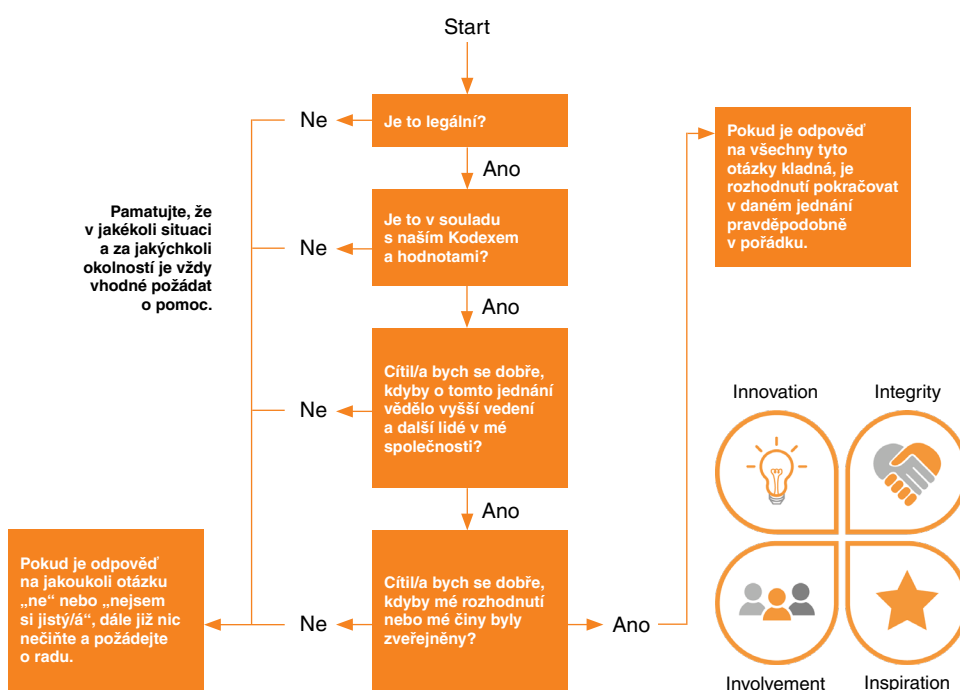 Start
Ne
Je to legální?
Ano
Pamatujte, že
v jakékoli situaci
a za jakýchkoli
okolností je vždy
vhodné požádat
o pomoc.
Ne
Je to v souladu
s naším Kodexem
a hodnotami?
Ano
Ne
Cítil/a bych se dobře,
kdyby o tomto jednání
vědělo vyšší vedení
a další lidé v mé
společnosti?
Ano
Pokud je odpověď
na jakoukoli otázku
„ne“ nebo „nejsem
si jistý/á“, dále již nic
nečiňte a požádejte
o radu.
Ne
Cítil/a bych se dobře,
kdyby mé rozhodnutí
nebo mé činy byly
zveřejněny?
Ano
Pokud je odpověď
na všechny tyto
otázky kladná, je
rozhodnutí pokračovat
v daném jednání
pravděpodobně
v pořádku.
Innovation
Integrity
Involvement
Inspiration